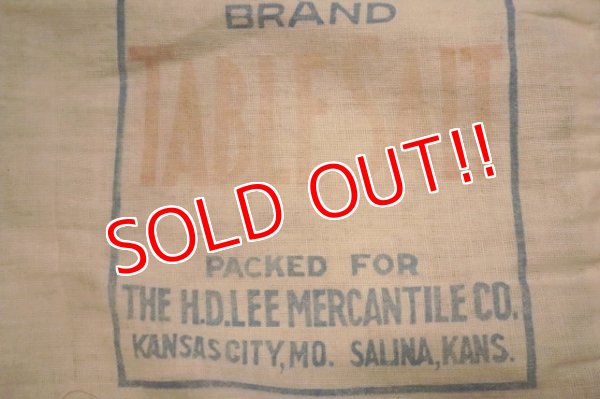 BRAND
TABLE SALT
SOLD OUT!!
PACKED FOR
THE H.D.LEE MERCANTILE CO.
KANSAS CITY, MO. SALINA, KANS.